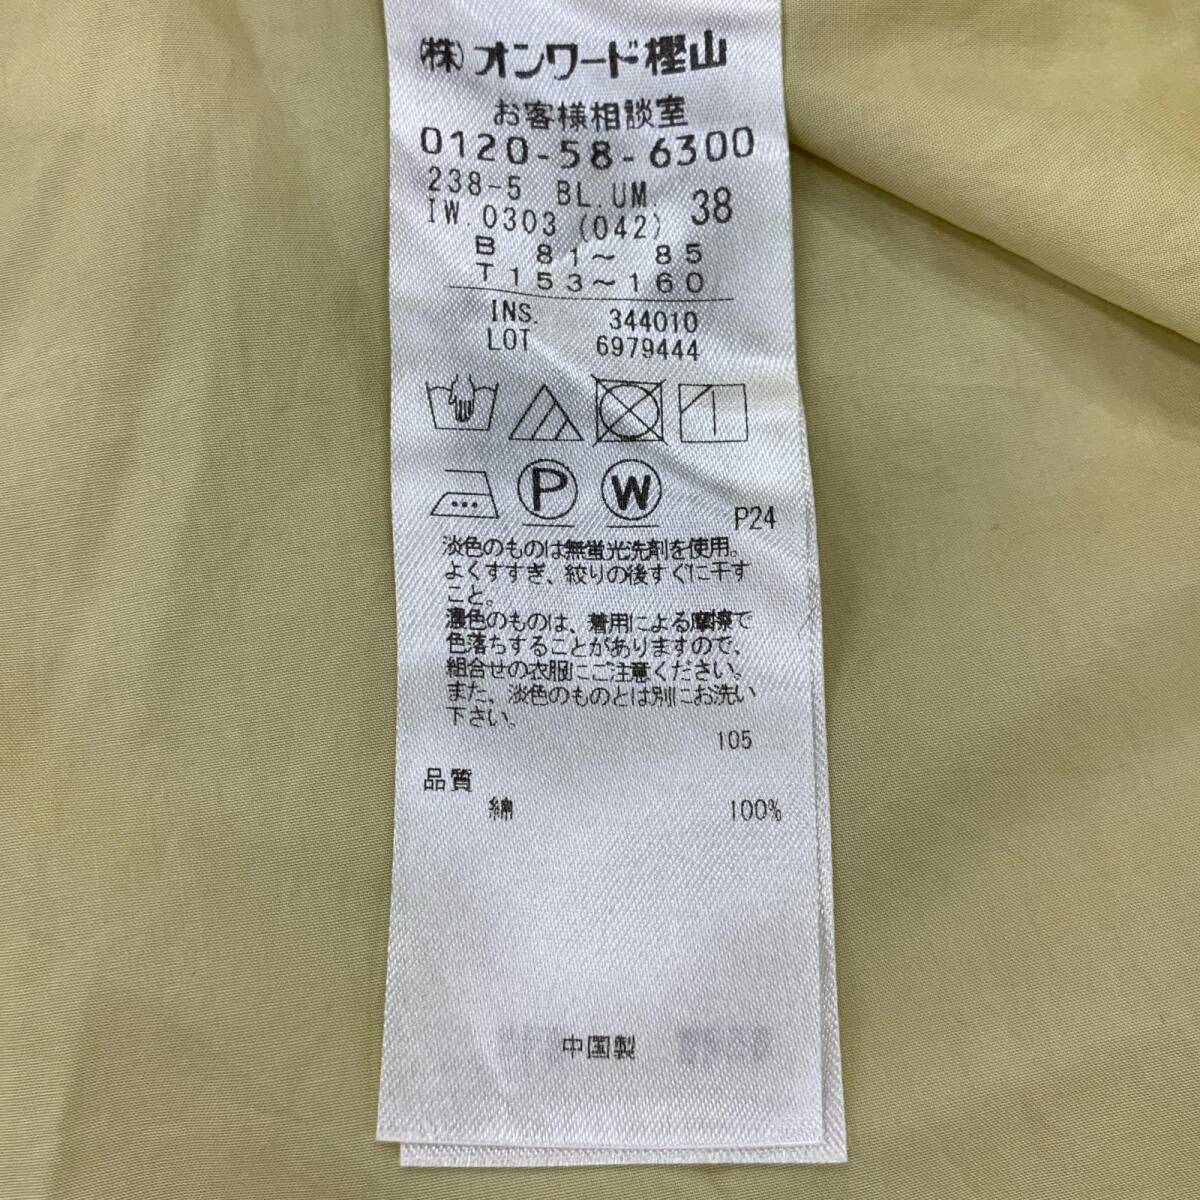 (株)オンワード樫山
お客様相談室
0120-58-6300
238-5 BL.UM. 38
IW.0303 (042)
B 81〜 85
T 153〜160
INS. 344010
LOT 6979444
P W
P24
淡色のものは無蛍光洗剤を使用。
よくすすぎ、絞りの後すぐに干す
こと。
濃色のものは、着用による摩擦で
色落ちすることがありますので、
組合せの衣服にご注意ください。
また、淡色のものとは別にお洗い
下さい。
105
品質
綿 100%
中国製